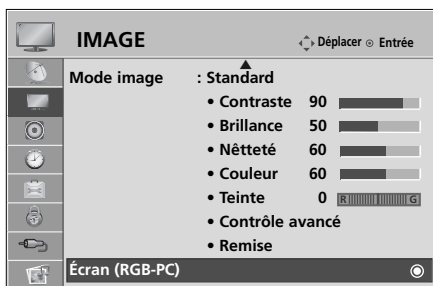 IMAGE
Déplacer Entrée
Mode image : Standard
• Contraste 90
• Brillance 50
• Nêtteté 60
• Couleur 60
• Teinte 0 R G
• Contrôle avancé
• Remise
Écran (RGB-PC)